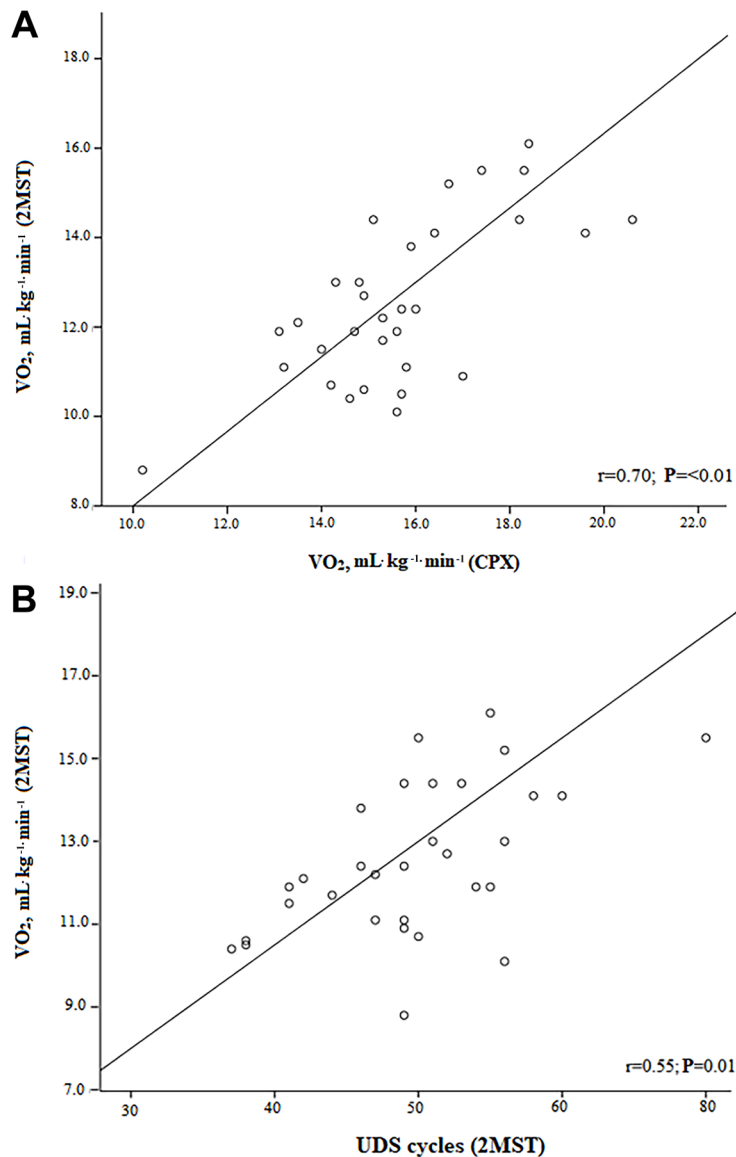 A
18.0
16.0
14.0
12.0
10.0
8.0
VO₂, mL·kg⁻¹·min⁻¹ (2MST)
r=0.70; P=<0.01
10.0 12.0 14.0 16.0 18.0 20.0 22.0
VO₂, mL·kg⁻¹·min⁻¹ (CPX)
B
19.0
17.0
15.0
13.0
11.0
9.0
7.0
VO₂, mL·kg⁻¹·min⁻¹ (2MST)
r=0.55; P=0.01
30 40 50 60 80
UDS cycles (2MST)